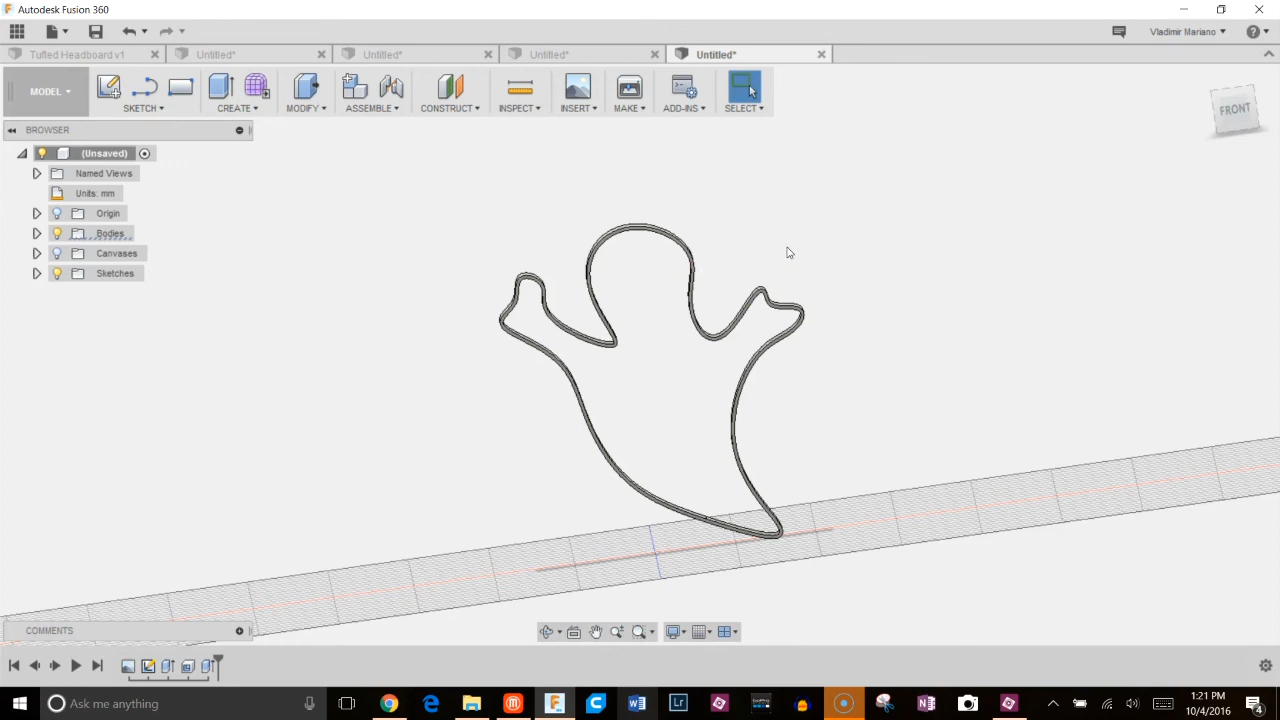 Autodesk Fusion 360
Vladimir Mariano
Tufted Headboard v1
Untitled*
Untitled*
Untitled*
Untitled*
MODEL
SKETCH
CREATE
MODIFY
ASSEMBLE
CONSTRUCT
INSPECT
INSERT
MAKE
ADD-INS
SELECT
FRONT
BROWSER
(Unsaved)
Named Views
Units: mm
Origin
Bodies
Canvases
Sketches
COMMENTS
Ask me anything
1:21 PM
10/4/2016
4